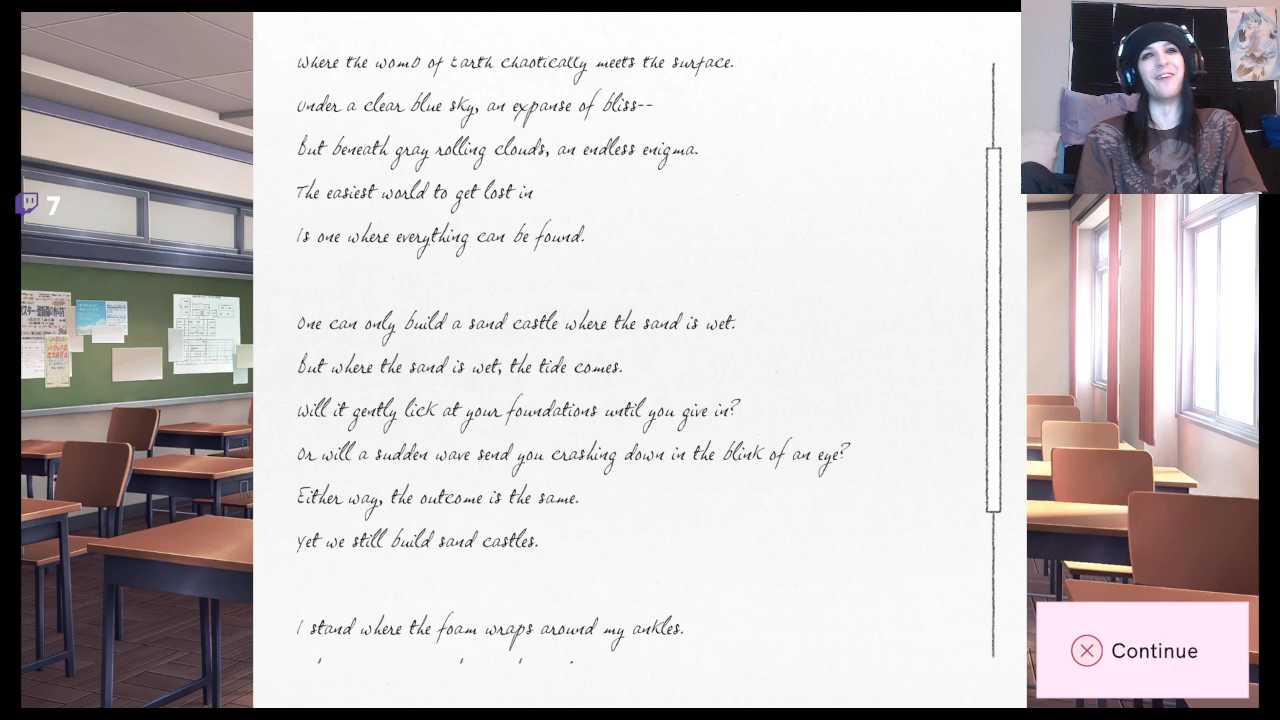 Where the womb of Earth chaotically meets the surface.
Under a clear blue sky, an expanse of bliss--
But beneath gray rolling clouds, an endless enigma.
The easiest world to get lost in
Is one where everything can be found.
One can only build a sand castle where the sand is wet.
But where the sand is wet, the tide comes.
Will it gently lick at your foundations until you give in?
Or will a sudden wave send you crashing down in the blink of an eye?
Either way, the outcome is the same.
Yet we still build sand castles.
I stand where the foam wraps around my ankles.
7
Continue